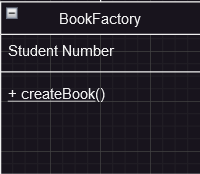 BookFactory
Student Number
+ createBook()